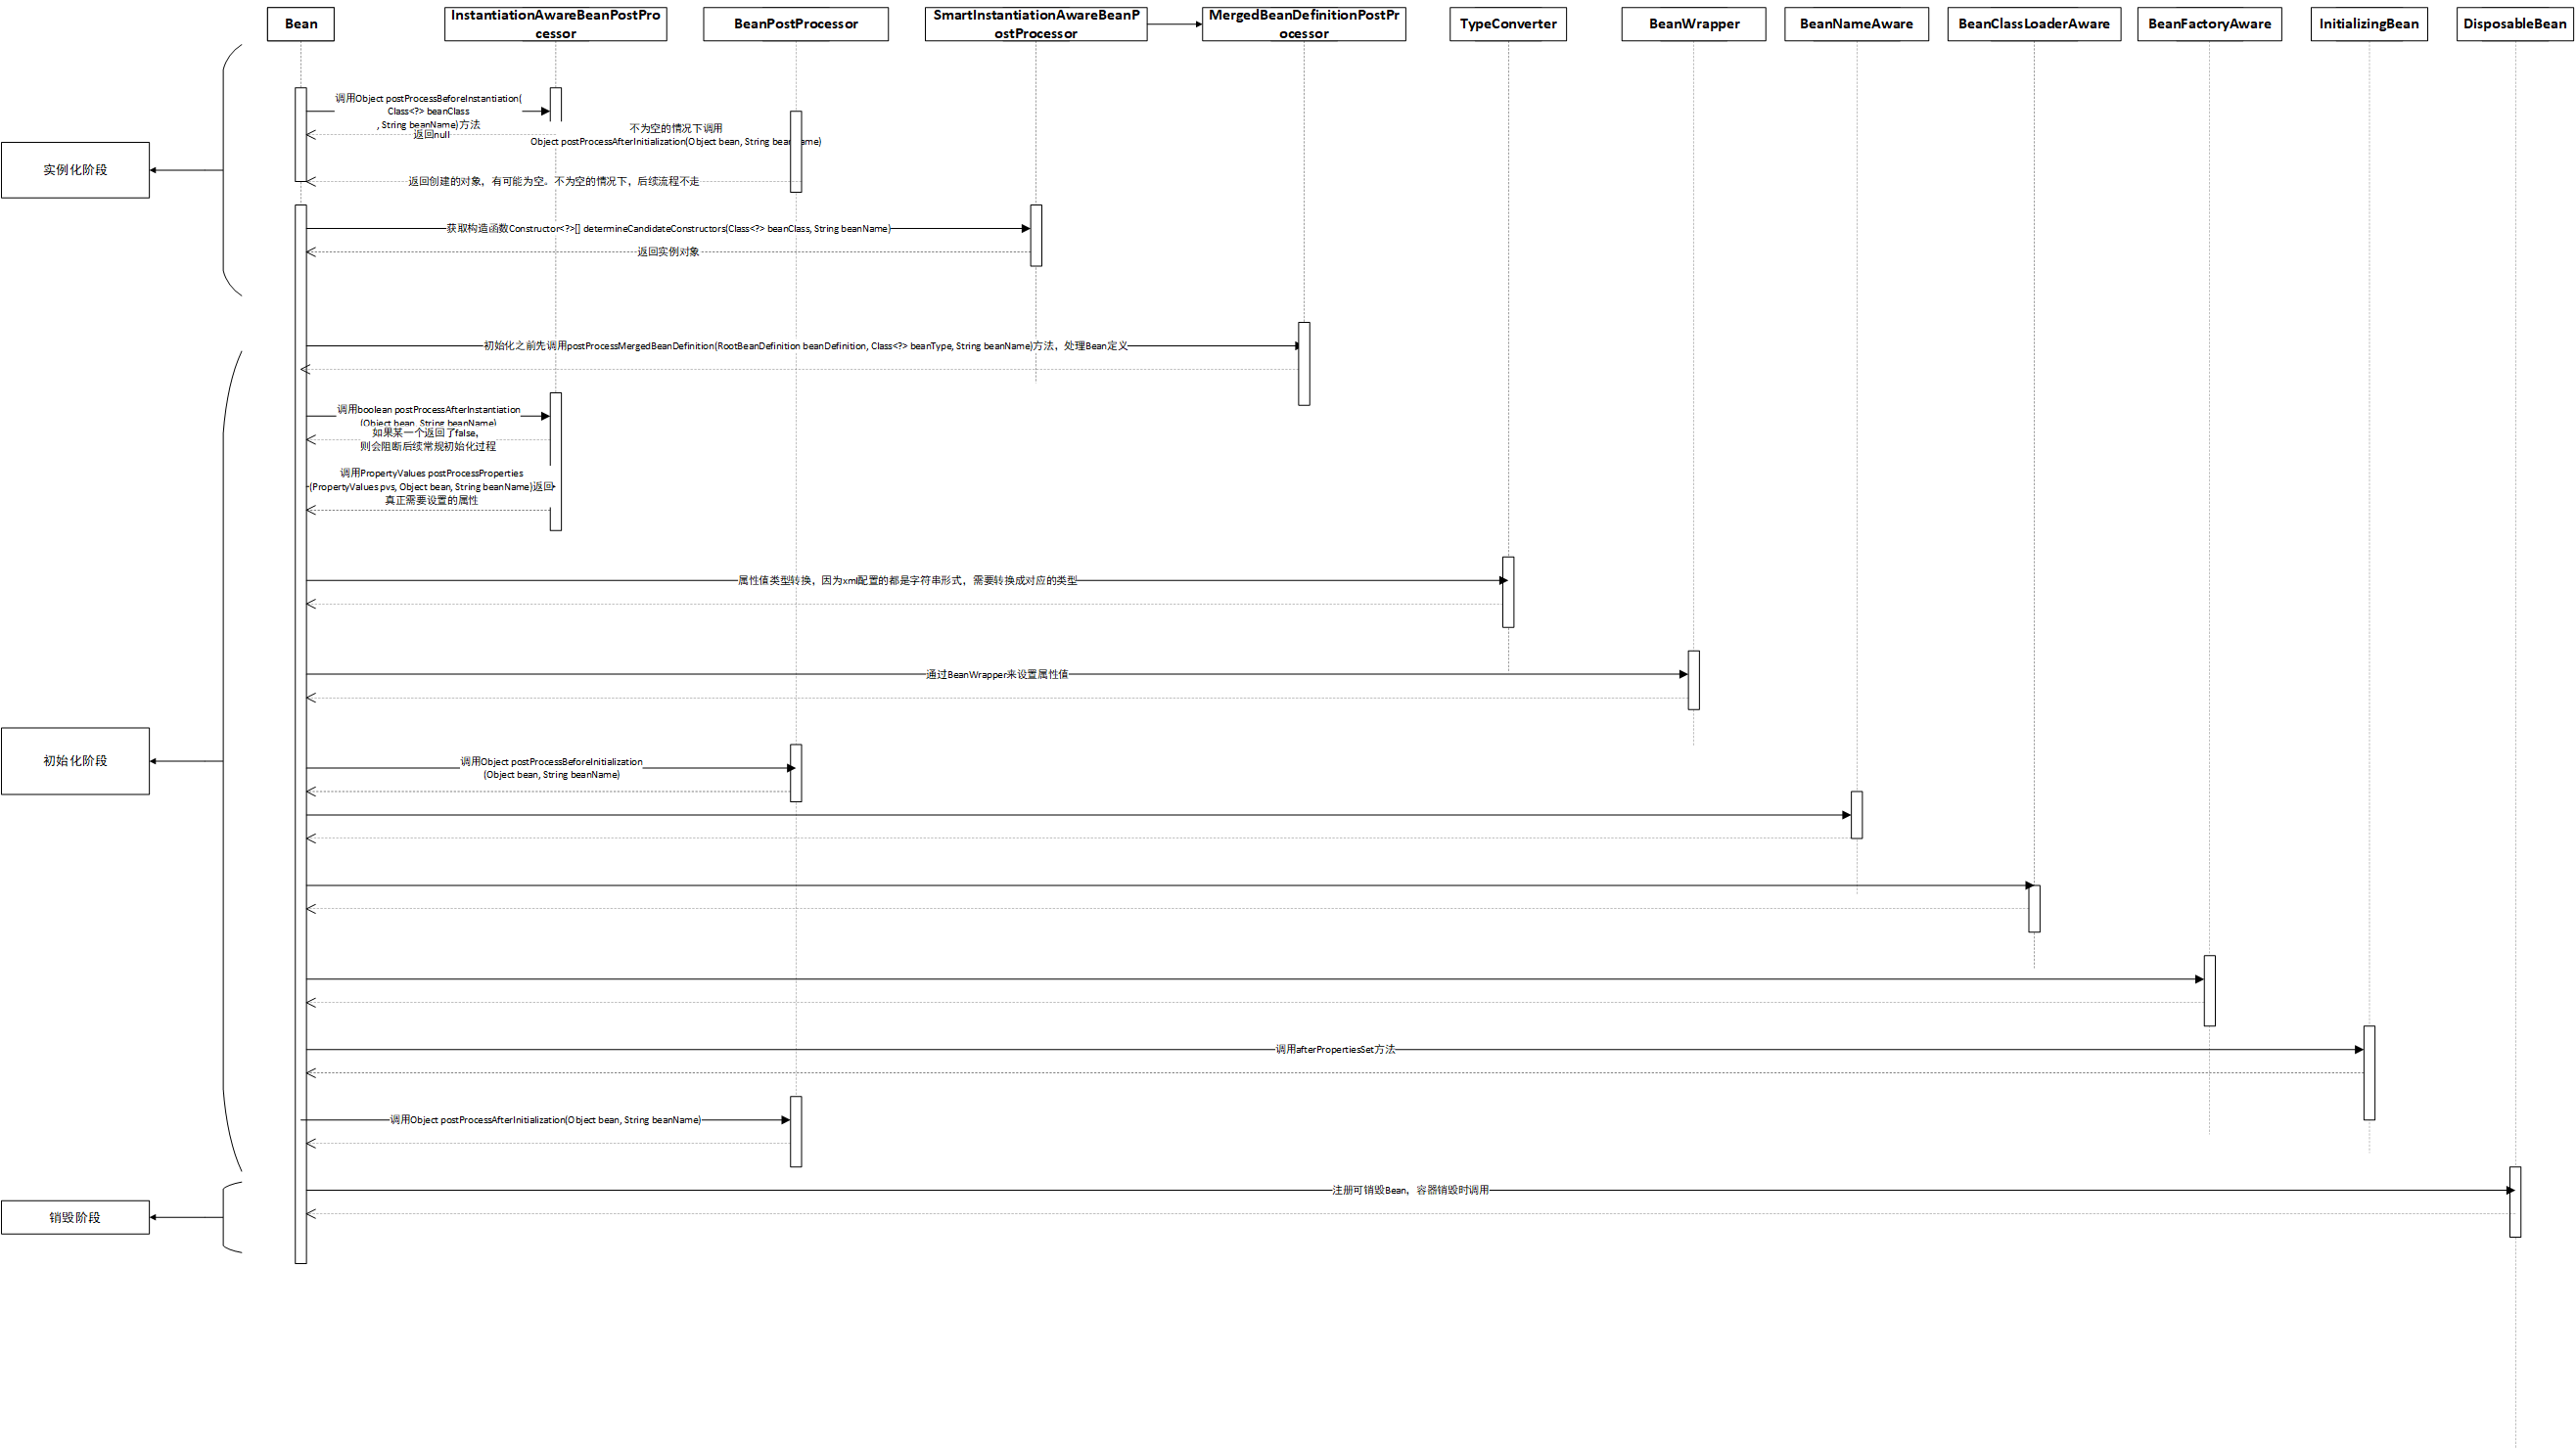 Bean
InstantiationAwareBeanPostPro
cessor
BeanPostProcessor
SmartInstantiationAwareBeanP
ostProcessor
MergedBeanDefinitionPostPr
ocessor
TypeConverter
BeanWrapper
BeanNameAware
BeanClassLoaderAware
BeanFactoryAware
InitializingBean
DisposableBean
调用Object postProcessBeforeInstantiation(
Class<?> beanClass
, String beanName)方法
返回null
不为空的情况下调用
Object postProcessAfterInitialization(Object bean, String beanName)
实例化阶段
返回创建的对象，有可能为空。不为空的情况下，后续流程不走
获取构造函数Constructor<?>[] determineCandidateConstructors(Class<?> beanClass, String beanName)
返回实例对象
初始化之前先调用postProcessMergedBeanDefinition(RootBeanDefinition beanDefinition, Class<?> beanType, String beanName)方法，处理Bean定义
调用boolean postProcessAfterInstantiation
(Object bean, String beanName)
如果某一个返回了false，
则会阻断后续常规初始化过程
调用PropertyValues postProcessProperties
(PropertyValues pvs, Object bean, String beanName)返回
真正需要设置的属性
属性值类型转换，因为xml配置的都是字符串形式，需要转换成对应的类型
通过BeanWrapper来设置属性值
初始化阶段
调用Object postProcessBeforeInitialization
(Object bean, String beanName)
调用afterPropertiesSet方法
调用Object postProcessAfterInitialization(Object bean, String beanName)
注册可销毁Bean，容器销毁时调用
销毁阶段